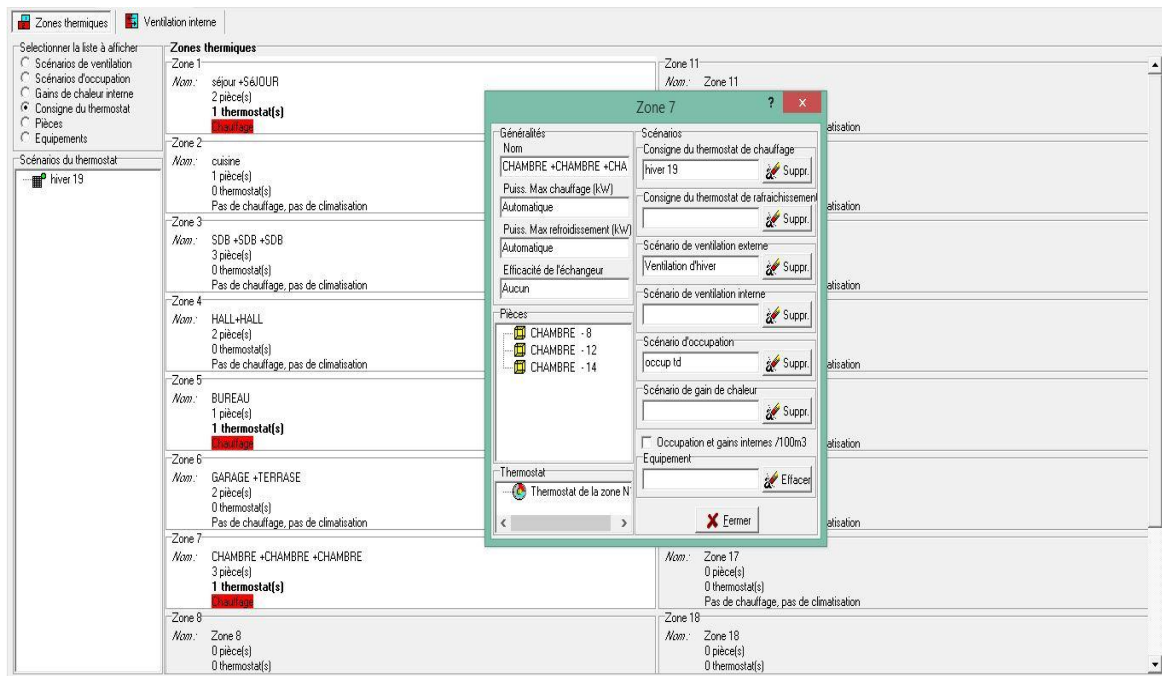 Zones thermiques
Ventilation interne
Selectionner la liste à afficher
Scénarios de ventilation
Scénarios d'occupation
Gains de chaleur interne
Consigne du thermostat
Pièces
Equipements
Scénarios du thermostat
hiver 19
Zones thermiques
Zone 1
Nom : séjour +SéJOUR
2 pièce(s)
1 thermostat(s)
Chauffage
Zone 2
Nom : cuisine
1 pièce(s)
0 thermostat(s)
Pas de chauffage, pas de climatisation
Zone 3
Nom : SDB +SDB +SDB
3 pièce(s)
0 thermostat(s)
Pas de chauffage, pas de climatisation
Zone 4
Nom : HALL+HALL
2 pièce(s)
0 thermostat(s)
Pas de chauffage, pas de climatisation
Zone 5
Nom : BUREAU
1 pièce(s)
1 thermostat(s)
Chauffage
Zone 6
Nom : GARAGE +TERRASE
2 pièce(s)
0 thermostat(s)
Pas de chauffage, pas de climatisation
Zone 7
Nom : CHAMBRE +CHAMBRE +CHAMBRE
3 pièce(s)
1 thermostat(s)
Chauffage
Zone 8
Nom : Zone 8
0 pièce(s)
0 thermostat(s)
Zone 11
Nom : Zone 11
atisation
atisation
atisation
atisation
atisation
atisation
Nom : Zone 17
0 pièce(s)
0 thermostat(s)
Pas de chauffage, pas de climatisation
Zone 18
Nom : Zone 18
0 pièce(s)
0 thermostat(s)
Zone 7
? x
Généralités
Nom
CHAMBRE +CHAMBRE +CHA
Puiss. Max chauffage (kW)
Automatique
Puiss. Max refroidissement (kW)
Automatique
Efficacité de l'échangeur
Aucun
Pièces
CHAMBRE - 8
CHAMBRE - 12
CHAMBRE - 14
Thermostat
Thermostat de la zone N°
Scénarios
Consigne du thermostat de chauffage
hiver 19 Suppr.
Consigne du thermostat de rafraichissement
Suppr.
Scénario de ventilation externe
Ventilation d'hiver Suppr.
Scénario de ventilation interne
Suppr.
Scénario d'occupation
occup td Suppr.
Scénario de gain de chaleur
Suppr.
Occupation et gains internes /100m3
Equipement
Effacer
Fermer